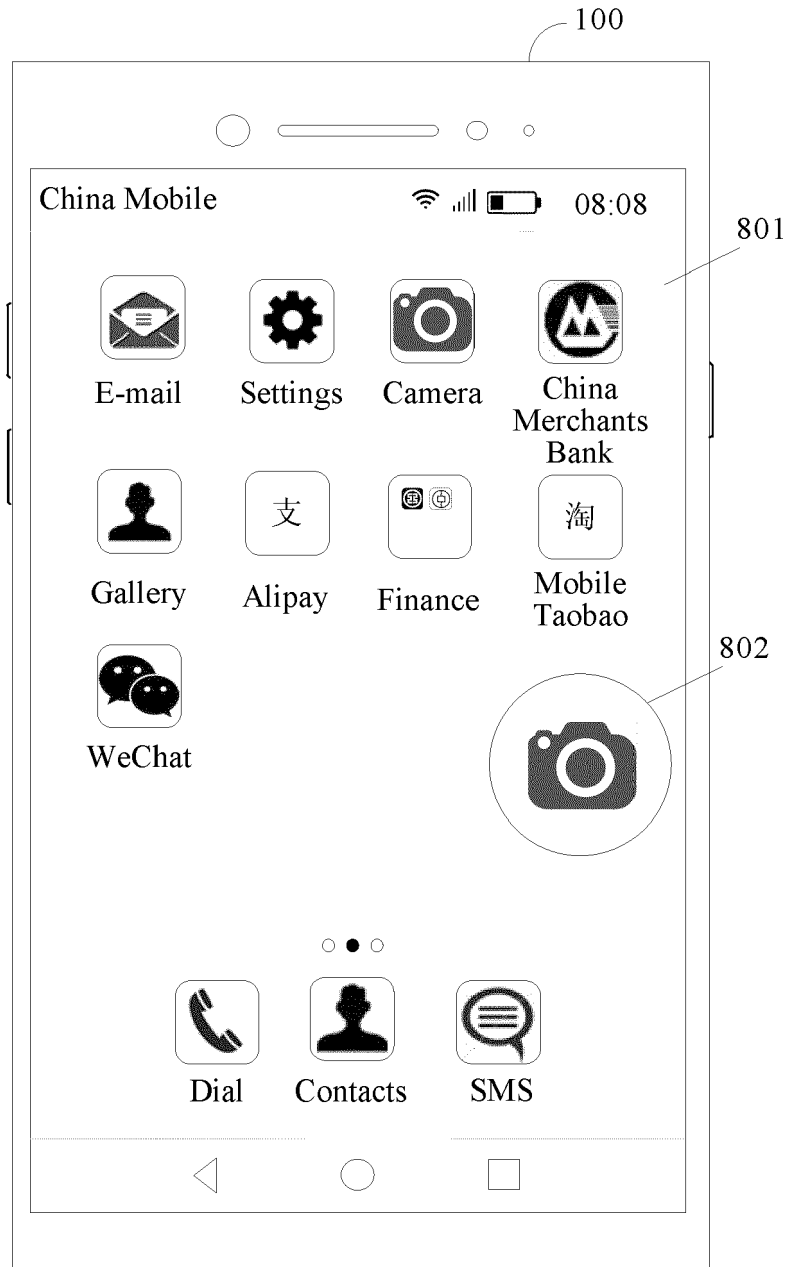 100
China Mobile 08:08
801
E-mail Settings Camera China
Merchants
Bank
支 淘
Gallery Alipay Finance Mobile
Taobao
802
WeChat
Dial Contacts SMS